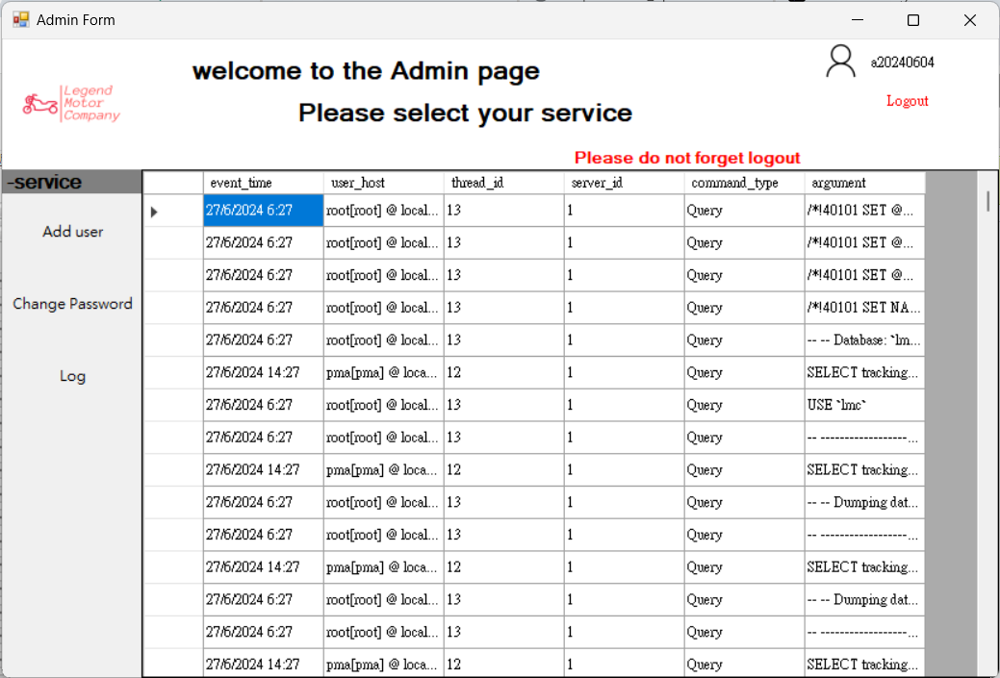 Admin Form
welcome to the Admin page
Please select your service
a20240604
Logout
Legend
Motor
Company
Please do not forget logout
-service
Add user
Change Password
Log
event_time user_host thread_id server_id command_type argument
27/6/2024 6:27 root[root] @ local... 13 1 Query /*!40101 SET @...
27/6/2024 6:27 root[root] @ local... 13 1 Query /*!40101 SET @...
27/6/2024 6:27 root[root] @ local... 13 1 Query /*!40101 SET @...
27/6/2024 6:27 root[root] @ local... 13 1 Query /*!40101 SET NA...
27/6/2024 6:27 root[root] @ local... 13 1 Query -- -- Database: `lm...
27/6/2024 14:27 pma[pma] @ loca... 12 1 Query SELECT tracking...
27/6/2024 6:27 root[root] @ local... 13 1 Query USE `lmc`
27/6/2024 6:27 root[root] @ local... 13 1 Query -- ------------------...
27/6/2024 14:27 pma[pma] @ loca... 12 1 Query SELECT tracking...
27/6/2024 6:27 root[root] @ local... 13 1 Query -- -- Dumping dat...
27/6/2024 6:27 root[root] @ local... 13 1 Query -- ------------------...
27/6/2024 14:27 pma[pma] @ loca... 12 1 Query SELECT tracking...
27/6/2024 6:27 root[root] @ local... 13 1 Query -- -- Dumping dat...
27/6/2024 6:27 root[root] @ local... 13 1 Query -- ------------------...
27/6/2024 14:27 pma[pma] @ loca... 12 1 Query SELECT tracking...